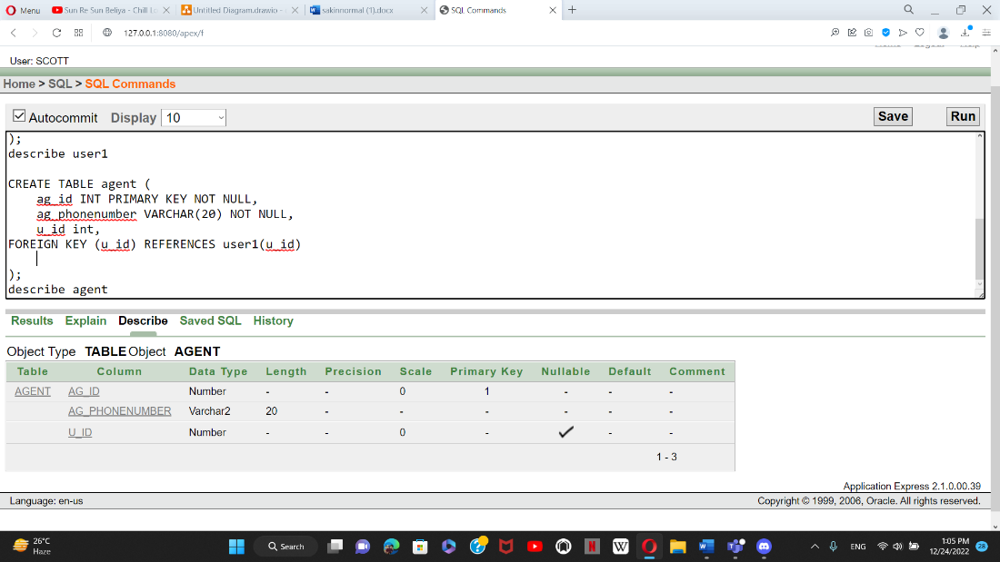 Menu
Sun Re Sun Beliya - Chill Lo
Untitled Diagram.drawio -
sakinnormal (1).docx
SQL Commands
127.0.0.1:8080/apex/f
User: SCOTT
Home > SQL > SQL Commands
Autocommit Display 10
Save Run
);
describe user1
CREATE TABLE agent (
ag_id INT PRIMARY KEY NOT NULL,
ag_phonenumber VARCHAR(20) NOT NULL,
u_id int,
FOREIGN KEY (u_id) REFERENCES user1(u_id)
);
describe agent
Results Explain Describe Saved SQL History
Object Type TABLE Object AGENT
Table Column Data Type Length Precision Scale Primary Key Nullable Default Comment
AGENT AG_ID Number - - 0 1 - - -
AG_PHONENUMBER Varchar2 20 - - - - - -
U_ID Number - - 0 - - -
1 - 3
Application Express 2.1.0.00.39
Language: en-us
Copyright © 1999, 2006, Oracle. All rights reserved.
26°C
Haze
Search
ENG
1:05 PM
12/24/2022
28